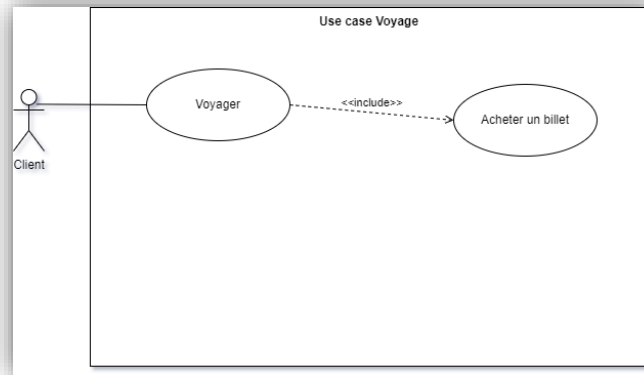 Use case Voyage
Voyager
<<include>>
Acheter un billet
Client